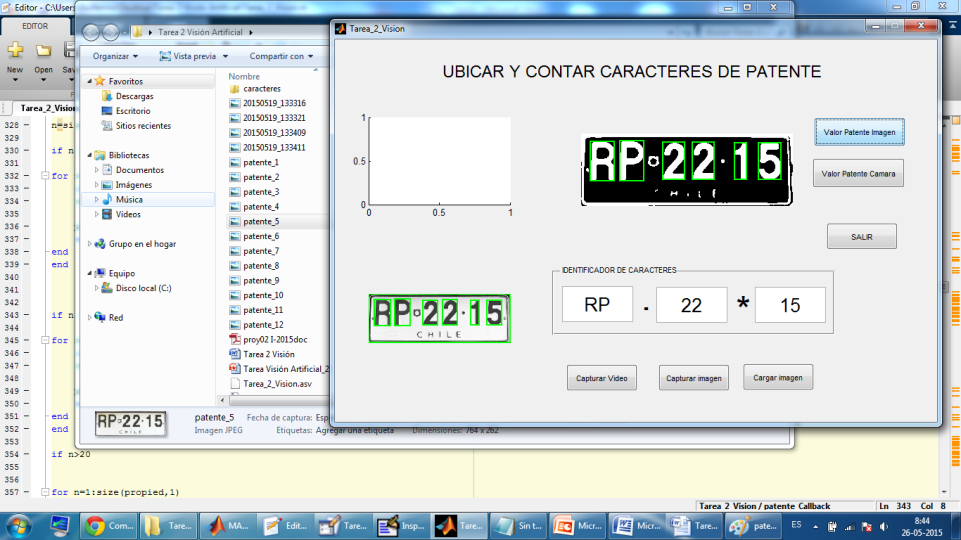 Editor - C:\Us
EDITOR
New
Open
Sav
Tarea_2_Vis
328
n=si
329
330
if n
331
332
for
333
334
335
336
337
338
end
339
end
340
341
342
343
if n
344
345
for
346
347
348
349
350
351
end
352
end
353
354
if n>20
355
356
357
for n=1:size(propied,1)
Tarea_2_Vision / patente_Callback
Ln 343 Col 8
Tarea 2 Visión Artificial
Organizar
Vista previa
Compartir con
Favoritos
Descargas
Escritorio
Sitios recientes
Bibliotecas
Documentos
Imágenes
Música
Vídeos
Grupo en el hogar
Equipo
Disco local (C:)
Red
Nombre
caracteres
20150519_133316
20150519_133321
20150519_133409
20150519_133411
patente_1
patente_2
patente_3
patente_4
patente_5
patente_6
patente_7
patente_8
patente_9
patente_10
patente_11
patente_12
proy02 I-2015doc
Tarea 2 Visión
Tarea Visión Artificial_2
Tarea_2_Vision.asv
RP 22·15
CHILE
patente_5
Fecha de captura: Esp
Imagen JPEG
Etiquetas: Agregar una etiqueta
Dimensiones: 764 x 262
Tarea_2_Vision
UBICAR Y CONTAR CARACTERES DE PATENTE
1
0.5
0
0
0.5
1
RP 22·15
CHILE
Valor Patente Imagen
Valor Patente Camara
SALIR
RP 22·15
CHILE
IDENTIFICADOR DE CARACTERES
RP . 22 * 15
Capturar Video
Capturar imagen
Cargar imagen
Com...
Tare...
MA...
Edit...
Tare...
Insp...
Tare...
Sin t...
Micr...
Micr...
Tare...
pate...
ES
8:44
26-05-2015